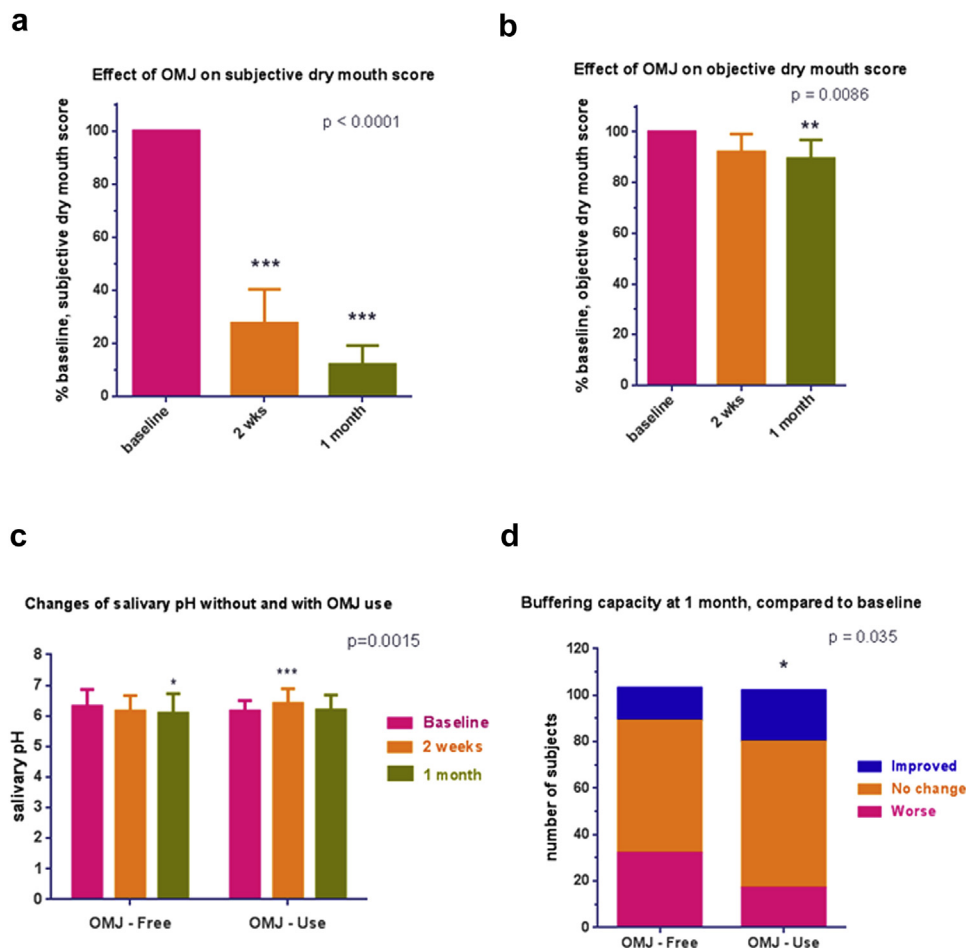 a
Effect of OMJ on subjective dry mouth score
p < 0.0001
% baseline, subjective dry mouth score
100
80
60
40
20
0
***
***
baseline
2 wks
1 month
b
Effect of OMJ on objective dry mouth score
p = 0.0086
% baseline, objective dry mouth score
100
80
60
40
20
0
**
baseline
2 wks
1 month
c
Changes of salivary pH without and with OMJ use
p=0.0015
salivary pH
8
7
6
5
4
3
2
1
0
*
***
OMJ - Free
OMJ - Use
Baseline
2 weeks
1 month
d
Buffering capacity at 1 month, compared to baseline
p = 0.035
number of subjects
120
100
80
60
40
20
0
*
OMJ - Free
OMJ - Use
Improved
No change
Worse